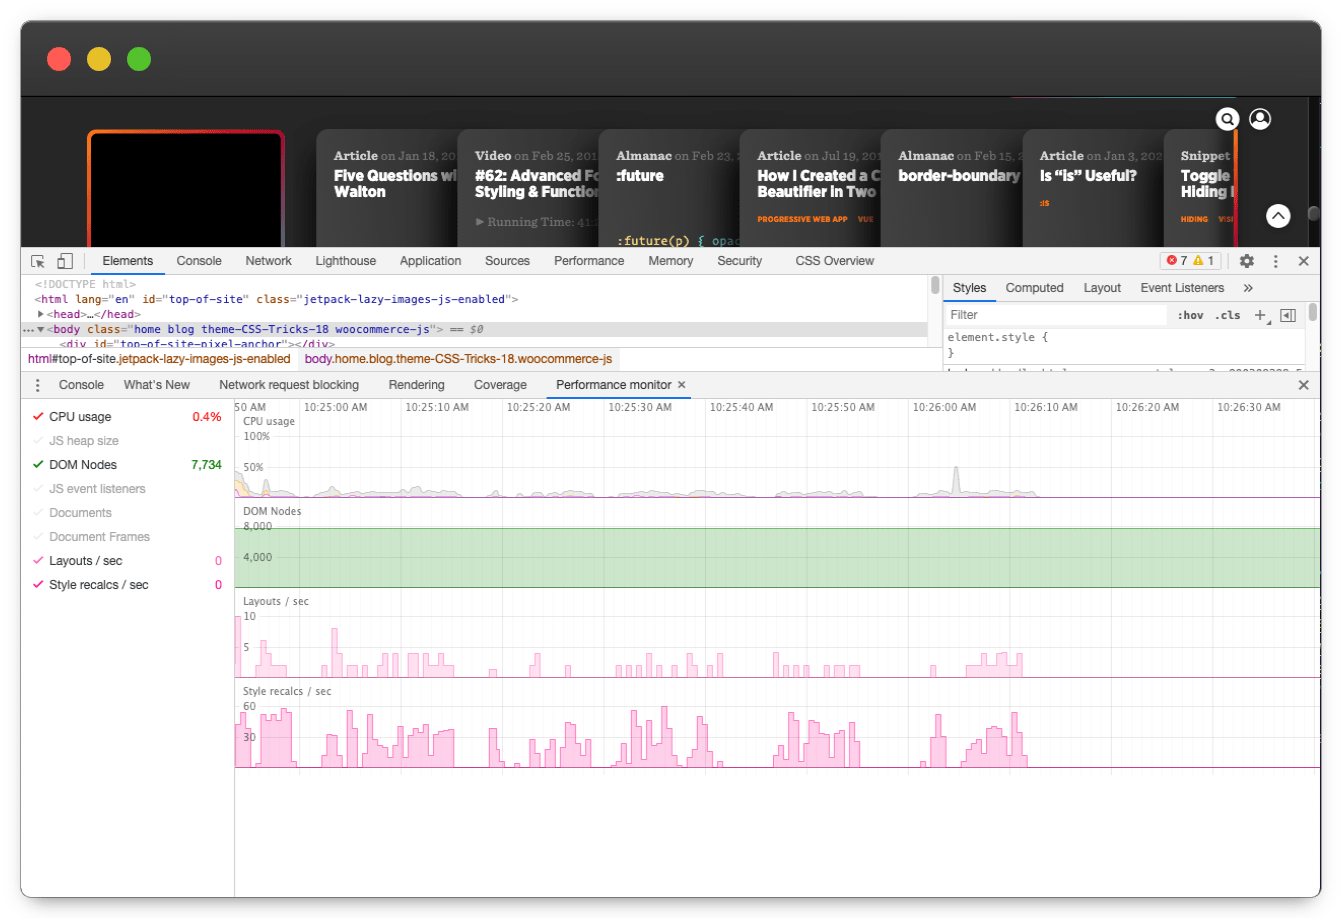 Article on Jan 18, 20
Five Questions wi
Walton
Video on Feb 25, 201
#62: Advanced Fo
Styling & Function
▶ Running Time: 41:2
Almanac on Feb 23, 2
:future
:future(p) { opac
Article on Jul 19, 201
How I Created a C
Beautifier in Two
PROGRESSIVE WEB APP VUE
Almanac on Feb 15, 2
border-boundary
Article on Jan 3, 202
Is “is” Useful?
:IS
Snippet
Toggle
Hiding
HIDING VISI
Elements Console Network Lighthouse Application Sources Performance Memory Security CSS Overview 7 1
<!DOCTYPE html>
<html lang="en" id="top-of-site" class="jetpack-lazy-images-js-enabled">
▶<head>…</head>
…▼<body class="home blog theme-CSS-Tricks-18 woocommerce-js"> == $0
<div id="top-of-site-pixel-anchor"></div>
html#top-of-site.jetpack-lazy-images-js-enabled body.home.blog.theme-CSS-Tricks-18.woocommerce-js
Styles Computed Layout Event Listeners »
Filter :hov .cls +
element.style {
}
Console What's New Network request blocking Rendering Coverage Performance monitor ×
CPU usage 0.4%
JS heap size
DOM Nodes 7,734
JS event listeners
Documents
Document Frames
Layouts / sec 0
Style recalcs / sec 0
50 AM 10:25:00 AM 10:25:10 AM 10:25:20 AM 10:25:30 AM 10:25:40 AM 10:25:50 AM 10:26:00 AM 10:26:10 AM 10:26:20 AM 10:26:30 AM
CPU usage
100%
50%
DOM Nodes
8,000
4,000
Layouts / sec
10
5
Style recalcs / sec
60
30